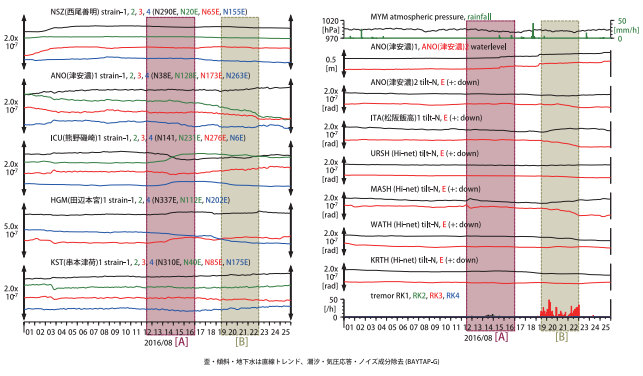 NSZ(西尾善明) strain-1, 2, 3, 4 (N290E, N20E, N65E, N155E)
2.0x
10⁻⁷
ANO(津安濃)1 strain-1, 2, 3, 4 (N38E, N128E, N173E, N263E)
2.0x
10⁻⁷
ICU(熊野磯崎)1 strain-1, 2, 3, 4 (N141, N231E, N276E, N6E)
2.0x
10⁻⁷
HGM(田辺本宮)1 strain-1, 2, 4 (N337E, N112E, N202E)
5.0x
10⁻⁷
KST(串本津荷)1 strain-1, 2, 3, 4 (N310E, N40E, N85E, N175E)
2.0x
10⁻⁷
01 02 03 04 05 06 07 08 09 10 11 12 13 14 15 16 17 18 19 20 21 22 23 24 25
2016/08 [A] [B]
MYM atmospheric pressure, rainfall
1020
[hPa]
970
50
[mm/h]
0
ANO(津安濃)1, ANO(津安濃)2 waterlevel
0.5
[m]
ANO(津安濃)2 tilt-N, E (+: down)
2.0x
10⁻⁷
[rad]
ITA(松阪飯高)1 tilt-N, E (+: down)
2.0x
10⁻⁷
[rad]
URSH (Hi-net) tilt-N, E (+: down)
2.0x
10⁻⁷
[rad]
MASH (Hi-net) tilt-N, E (+: down)
2.0x
10⁻⁷
[rad]
WATH (Hi-net) tilt-N, E (+: down)
2.0x
10⁻⁷
[rad]
KRTH (Hi-net) tilt-N, E (+: down)
2.0x
10⁻⁷
[rad]
tremor RK1, RK2, RK3, RK4
50
[/h]
0
01 02 03 04 05 06 07 08 09 10 11 12 13 14 15 16 17 18 19 20 21 22 23 24 25
2016/08 [A] [B]
歪・傾斜・地下水は直線トレンド、潮汐・気圧応答・ノイズ成分除去 (BAYTAP-G)